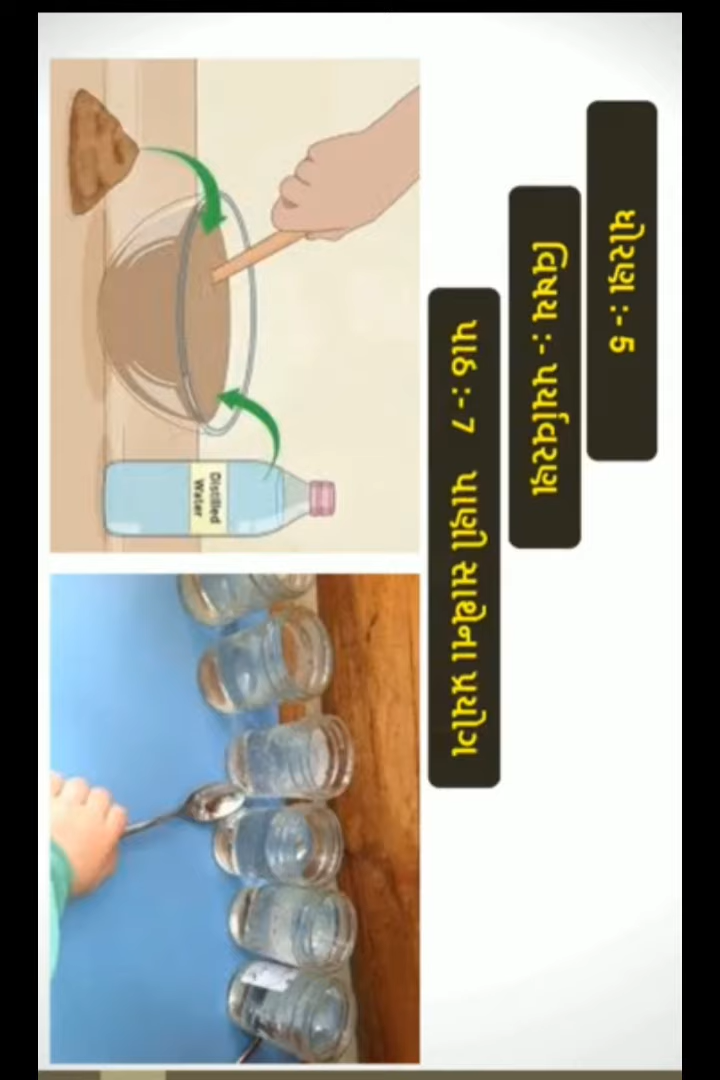 ધોરણ :- 5
વિષય :- પર્યાવરણ
પાઠ :- 7 પાણી સાથેના પ્રયોગ
Distilled
Water